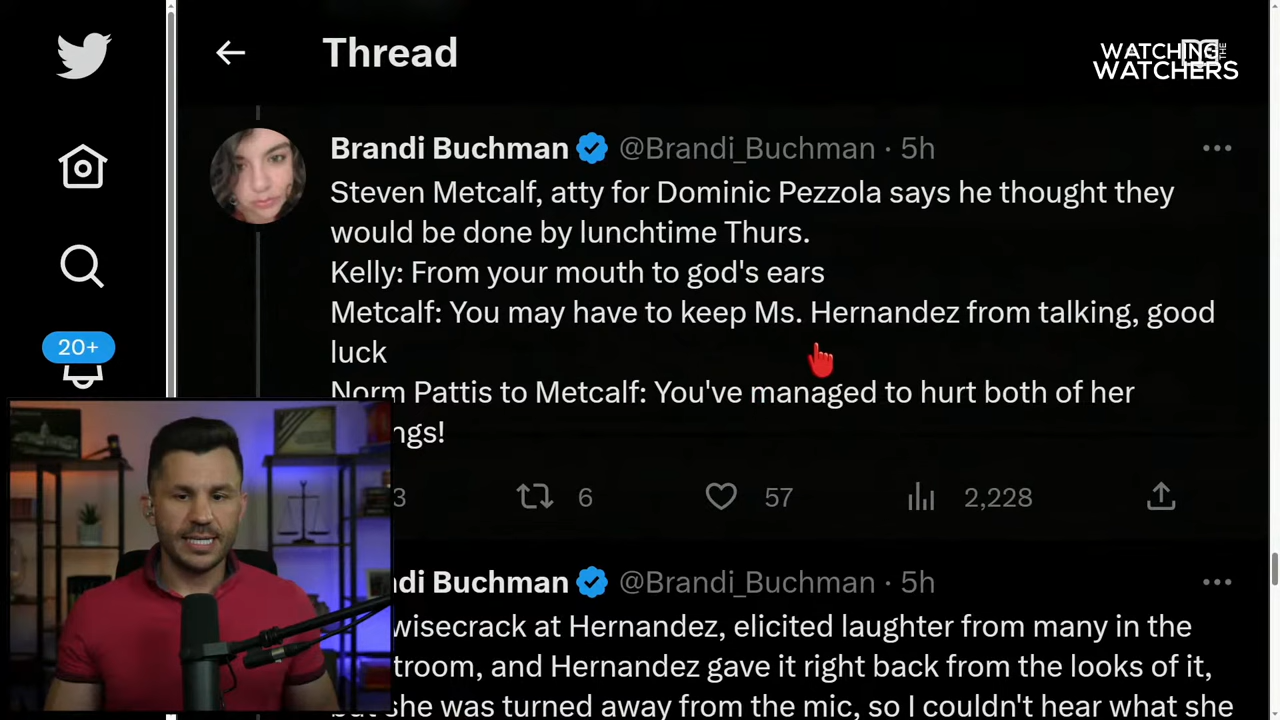 Thread
WATCHING THE
WATCHERS
Brandi Buchman @Brandi_Buchman · 5h
Steven Metcalf, atty for Dominic Pezzola says he thought they
would be done by lunchtime Thurs.
Kelly: From your mouth to god's ears
Metcalf: You may have to keep Ms. Hernandez from talking, good
luck
20+
Norm Pattis to Metcalf: You've managed to hurt both of her
ngs!
3 6 57 2,228
di Buchman @Brandi_Buchman · 5h
wisecrack at Hernandez, elicited laughter from many in the
troom, and Hernandez gave it right back from the looks of it,
but she was turned away from the mic, so I couldn't hear what she